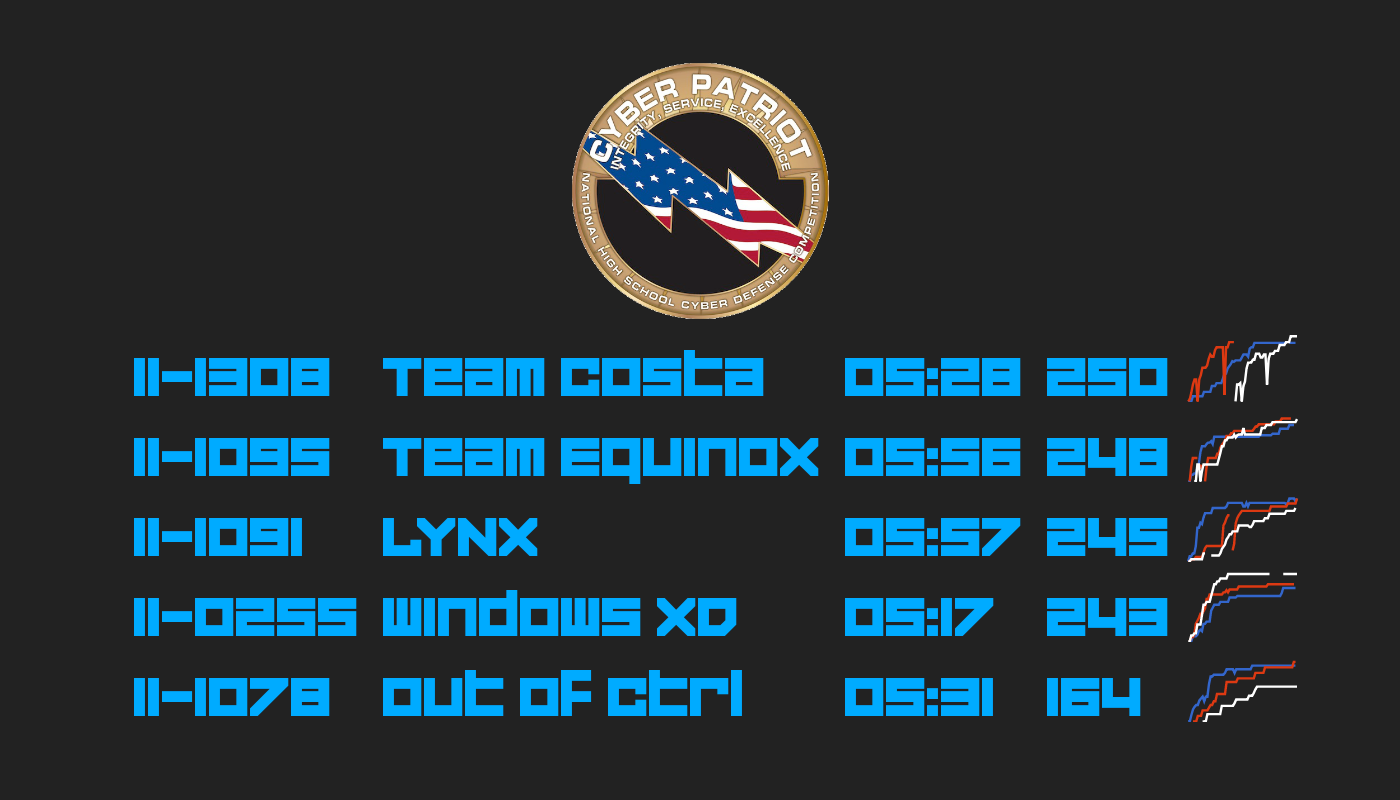 CYBER PATRIOT
INTEGRITY, SERVICE, EXCELLENCE
NATIONAL HIGH SCHOOL CYBER DEFENSE COMPETITION
11-1308 Team Costa 05:28 250
11-1095 Team Equinox 05:56 248
11-1091 LYNX 05:57 245
11-0255 windows XD 05:17 243
11-1078 out of ctrl 05:31 164